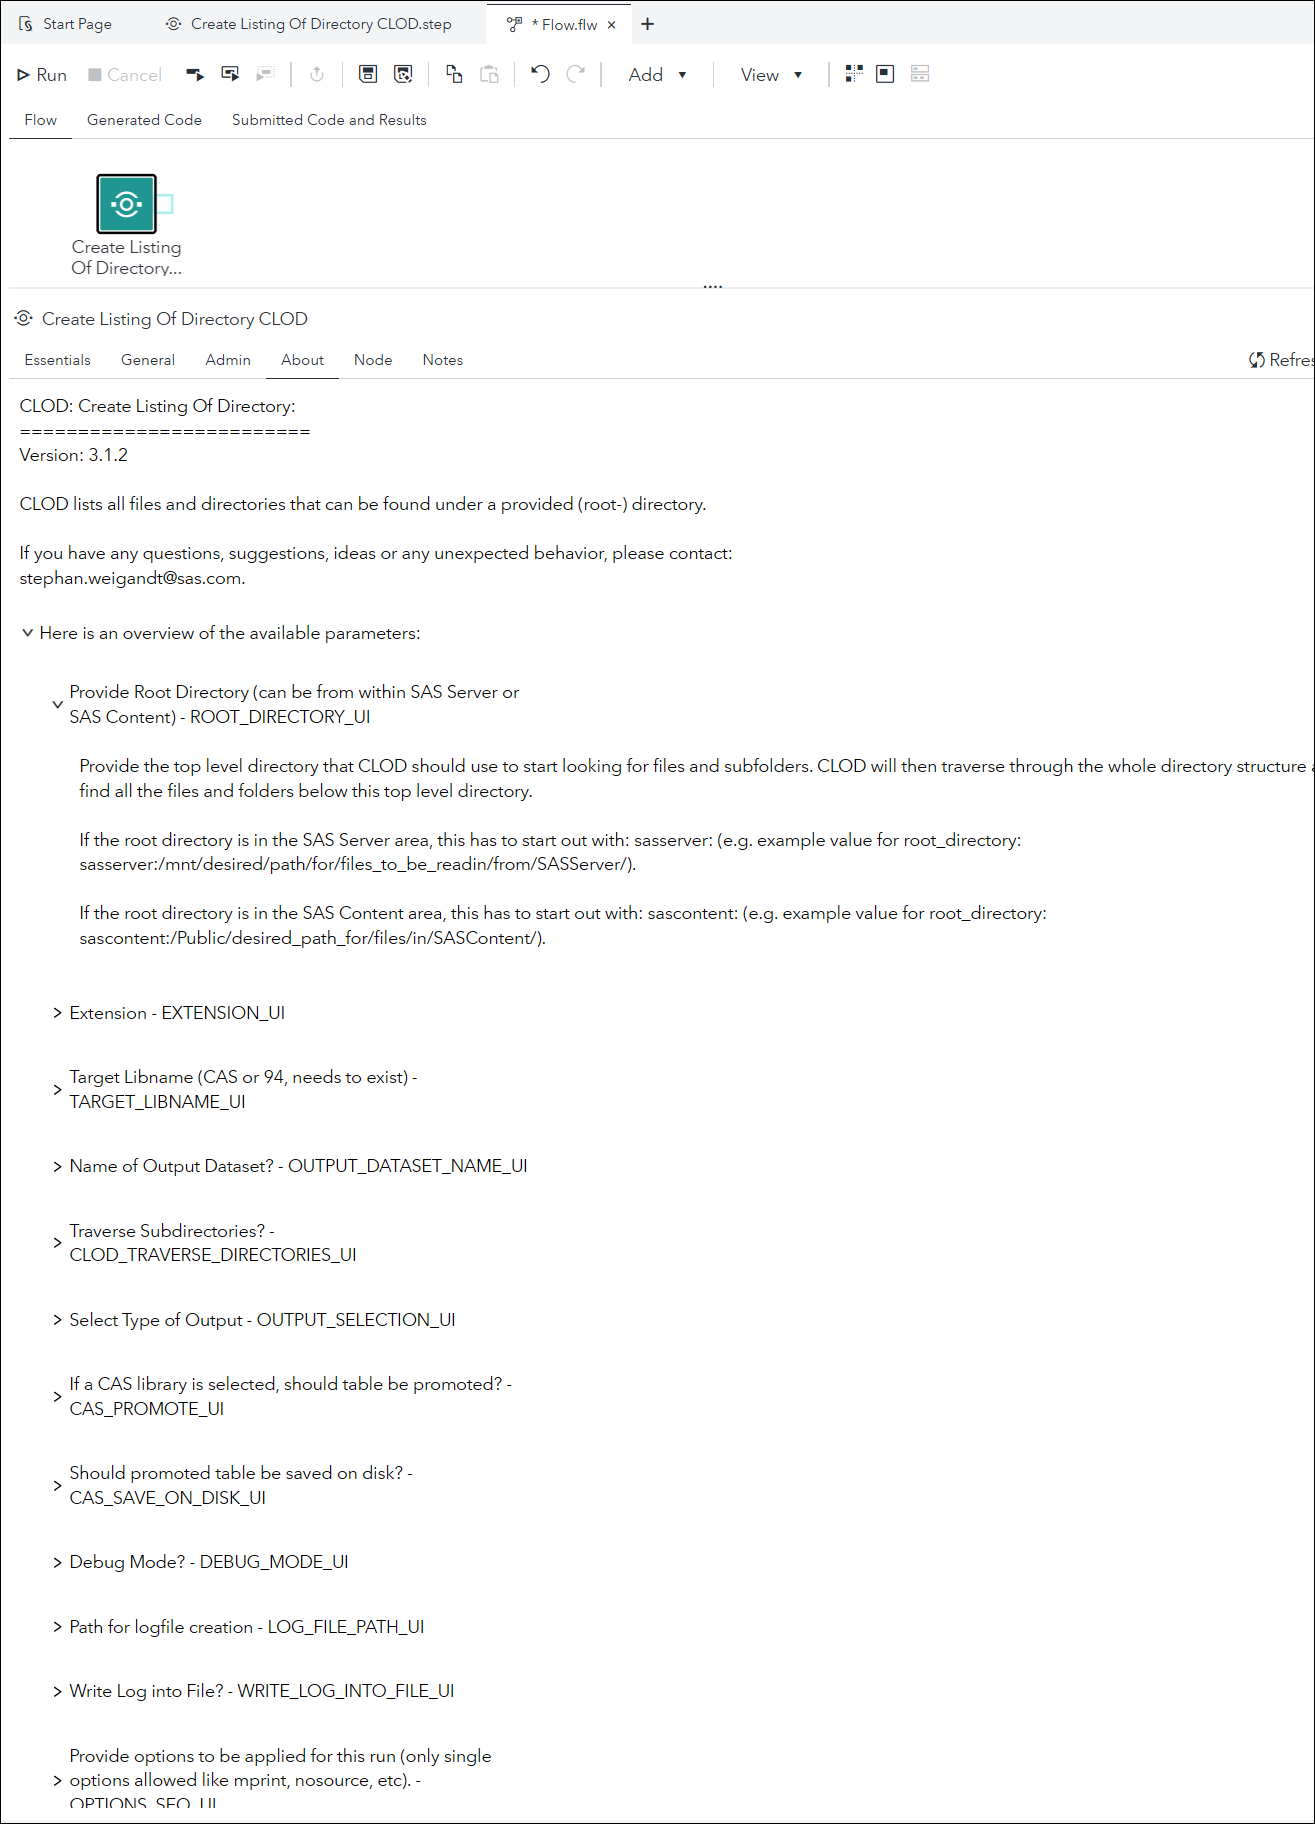 Start Page
Create Listing Of Directory CLOD.step
* Flow.flw
Run
Cancel
Add
View
Flow
Generated Code
Submitted Code and Results
Create Listing
Of Directory...
Create Listing Of Directory CLOD
Essentials
General
Admin
About
Node
Notes
Refres
CLOD: Create Listing Of Directory:
=========================
Version: 3.1.2
CLOD lists all files and directories that can be found under a provided (root-) directory.
If you have any questions, suggestions, ideas or any unexpected behavior, please contact:
stephan.weigandt@sas.com.
Here is an overview of the available parameters:
Provide Root Directory (can be from within SAS Server or
SAS Content) - ROOT_DIRECTORY_UI
Provide the top level directory that CLOD should use to start looking for files and subfolders. CLOD will then traverse through the whole directory structure
find all the files and folders below this top level directory.
If the root directory is in the SAS Server area, this has to start out with: sasserver: (e.g. example value for root_directory:
sasserver:/mnt/desired/path/for/files_to_be_readin/from/SASServer/).
If the root directory is in the SAS Content area, this has to start out with: sascontent: (e.g. example value for root_directory:
sascontent:/Public/desired_path_for/files/in/SASContent/).
Extension - EXTENSION_UI
Target Libname (CAS or 94, needs to exist) -
TARGET_LIBNAME_UI
Name of Output Dataset? - OUTPUT_DATASET_NAME_UI
Traverse Subdirectories? -
CLOD_TRAVERSE_DIRECTORIES_UI
Select Type of Output - OUTPUT_SELECTION_UI
If a CAS library is selected, should table be promoted? -
CAS_PROMOTE_UI
Should promoted table be saved on disk? -
CAS_SAVE_ON_DISK_UI
Debug Mode? - DEBUG_MODE_UI
Path for logfile creation - LOG_FILE_PATH_UI
Write Log into File? - WRITE_LOG_INTO_FILE_UI
Provide options to be applied for this run (only single
options allowed like mprint, nosource, etc). -